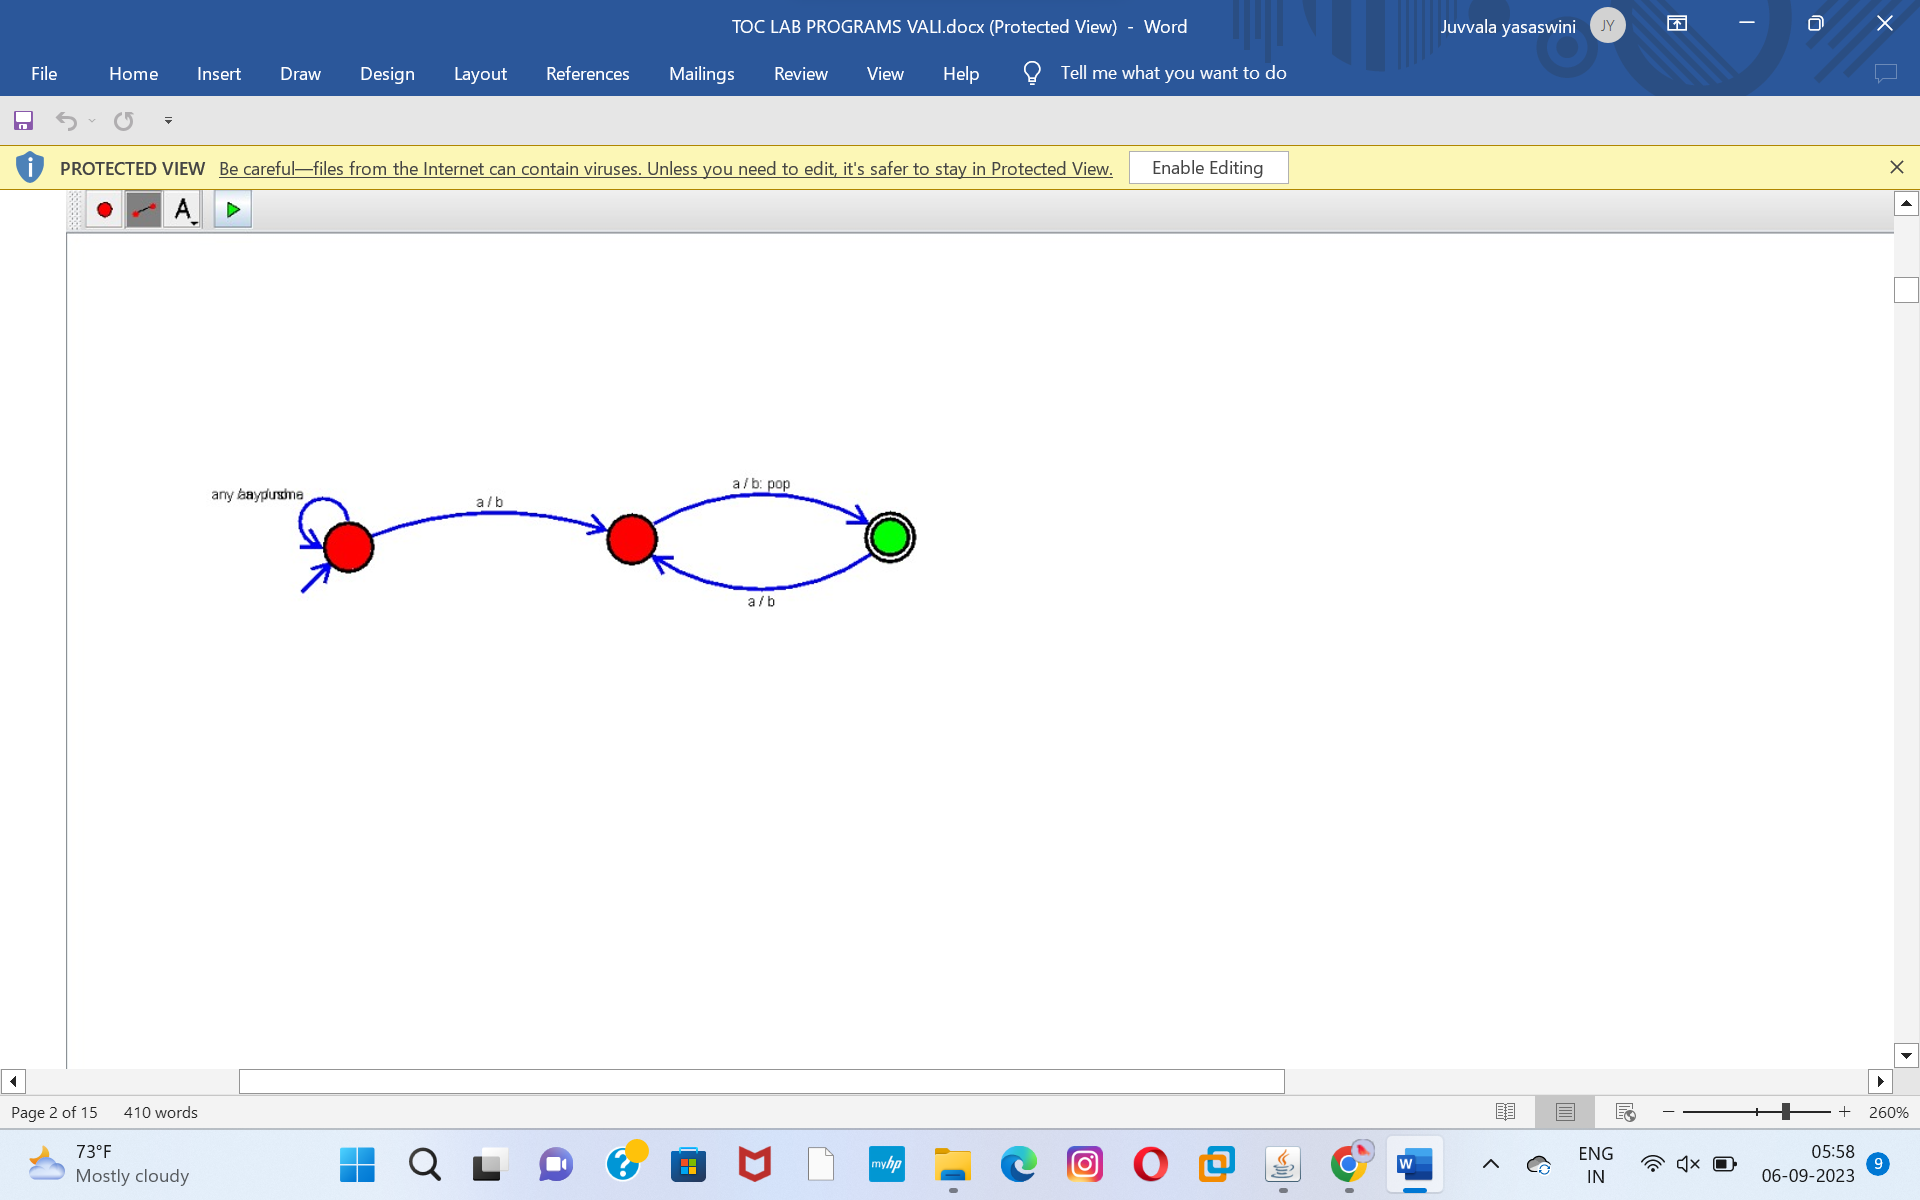 TOC LAB PROGRAMS VALI.docx (Protected View) - Word
Juvvala yasaswini
JY
File Home Insert Draw Design Layout References Mailings Review View Help Tell me what you want to do
PROTECTED VIEW Be careful—files from the Internet can contain viruses. Unless you need to edit, it's safer to stay in Protected View. Enable Editing
A
any /
a / b
a / b: pop
a / b
Page 2 of 15 410 words
260%
73°F
Mostly cloudy
myhp
W
ENG
IN
05:58
06-09-2023
9